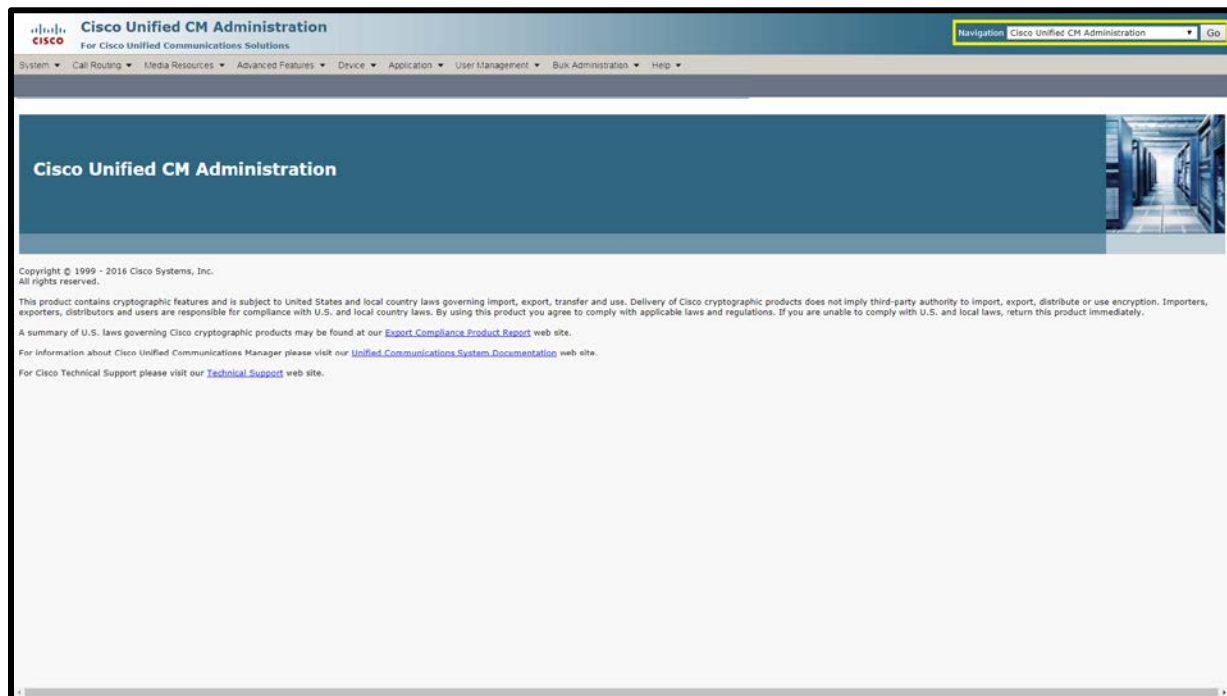 CISCO
Cisco Unified CM Administration
For Cisco Unified Communications Solutions
Navigation Cisco Unified CM Administration Go
System Call Routing Media Resources Advanced Features Device Application User Management Bulk Administration Help
Cisco Unified CM Administration
Copyright © 1999 - 2016 Cisco Systems, Inc.
All rights reserved.
This product contains cryptographic features and is subject to United States and local country laws governing import, export, transfer and use. Delivery of Cisco cryptographic products does not imply third-party authority to import, export, distribute or use encryption. Importers,
exporters, distributors and users are responsible for compliance with U.S. and local country laws. By using this product you agree to comply with applicable laws and regulations. If you are unable to comply with U.S. and local laws, return this product immediately.
A summary of U.S. laws governing Cisco cryptographic products may be found at our Export Compliance Product Report web site.
For information about Cisco Unified Communications Manager please visit our Unified Communications System Documentation web site.
For Cisco Technical Support please visit our Technical Support web site.